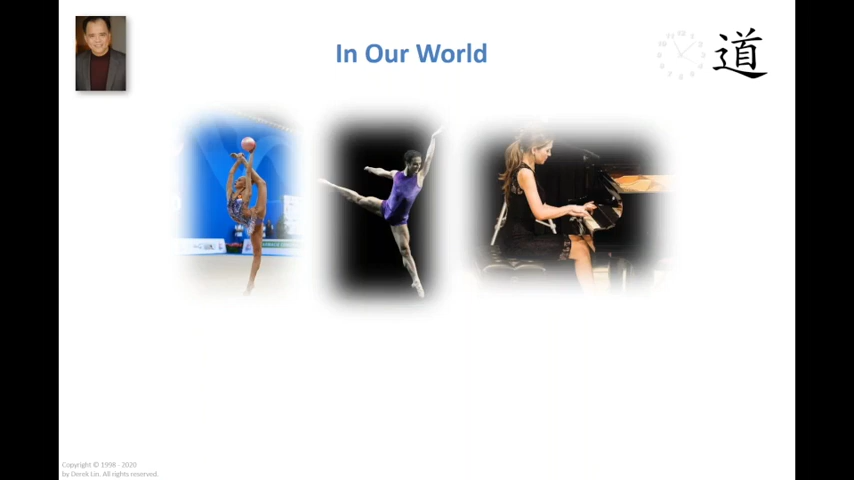 In Our World
道
Copyright © 1998 - 2020
by Derek Lin. All rights reserved.